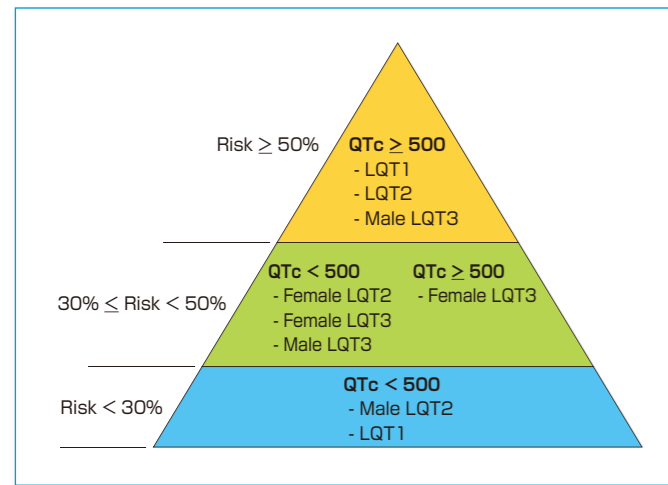 Risk ≥ 50%
QTc ≥ 500
- LQT1
- LQT2
- Male LQT3
30% ≤ Risk < 50%
QTc < 500
- Female LQT2
- Female LQT3
- Male LQT3
QTc ≥ 500
- Female LQT3
Risk < 30%
QTc < 500
- Male LQT2
- LQT1